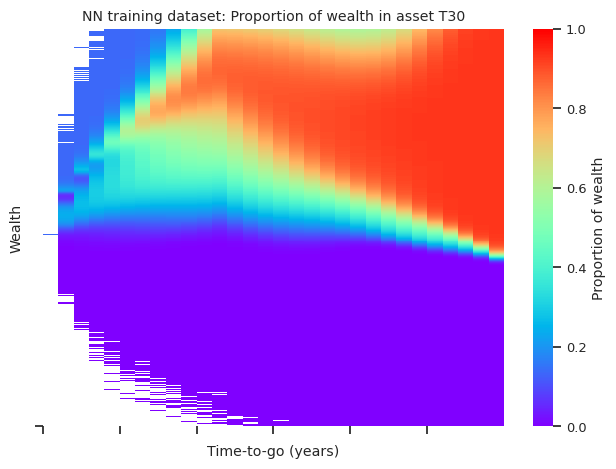 NN training dataset: Proportion of wealth in asset T30
Wealth
Time-to-go (years)
1.0
0.8
0.6
0.4
0.2
0.0
Proportion of wealth